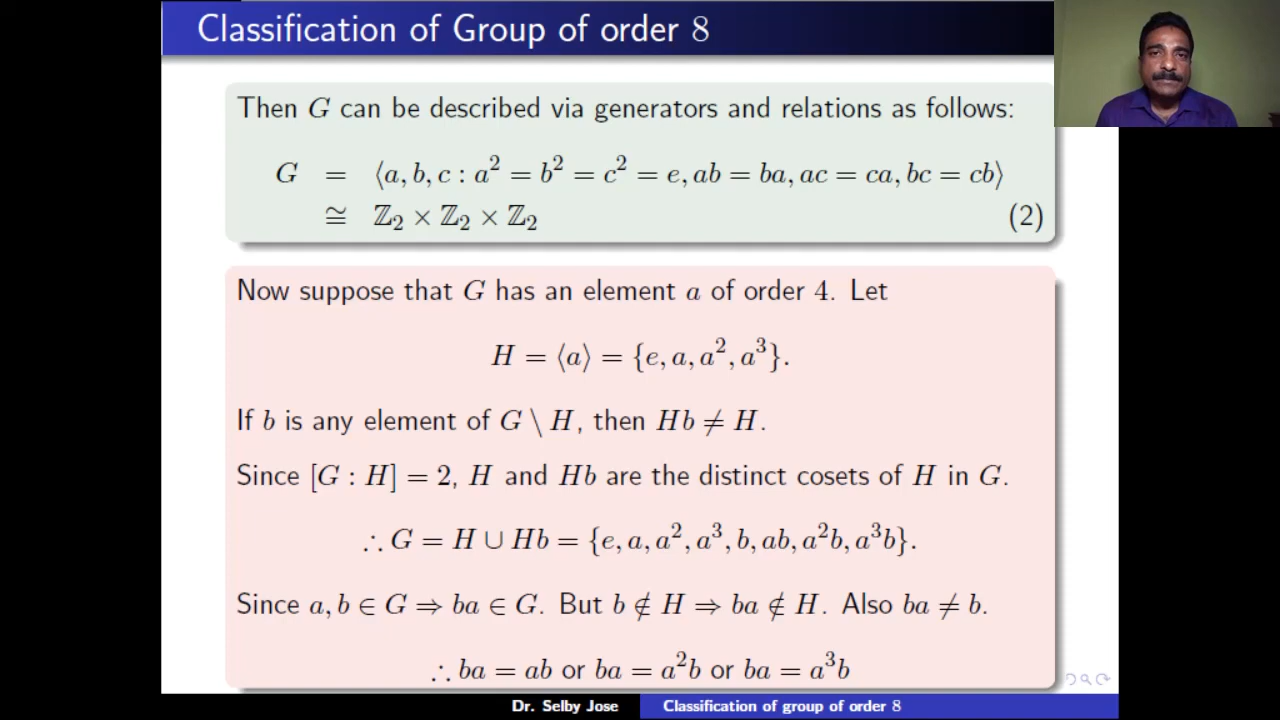 Classification of Group of order 8
Then G can be described via generators and relations as follows:
G = ⟨a, b, c : a² = b² = c² = e, ab = ba, ac = ca, bc = cb⟩
≅ ℤ₂ × ℤ₂ × ℤ₂ (2)
Now suppose that G has an element a of order 4. Let
H = ⟨a⟩ = {e, a, a², a³}.
If b is any element of G \ H, then Hb ≠ H.
Since [G : H] = 2, H and Hb are the distinct cosets of H in G.
∴ G = H ∪ Hb = {e, a, a², a³, b, ab, a²b, a³b}.
Since a, b ∈ G ⇒ ba ∈ G. But b ∉ H ⇒ ba ∉ H. Also ba ≠ b.
∴ ba = ab or ba = a²b or ba = a³b
Dr. Selby Jose Classification of group of order 8